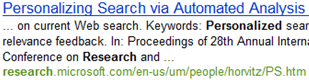 Personalizing Search via Automated Analysis
... on current Web search. Keywords: Personalized sear
relevance feedback. In: Proceedings of 28th Annual Interna
Conference on Research and ...
research.microsoft.com/en-us/um/people/horvitz/PS.htm